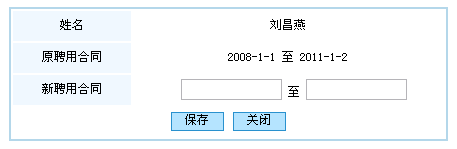 姓名 刘昌燕
原聘用合同 2008-1-1 至 2011-1-2
新聘用合同 至
保存 关闭